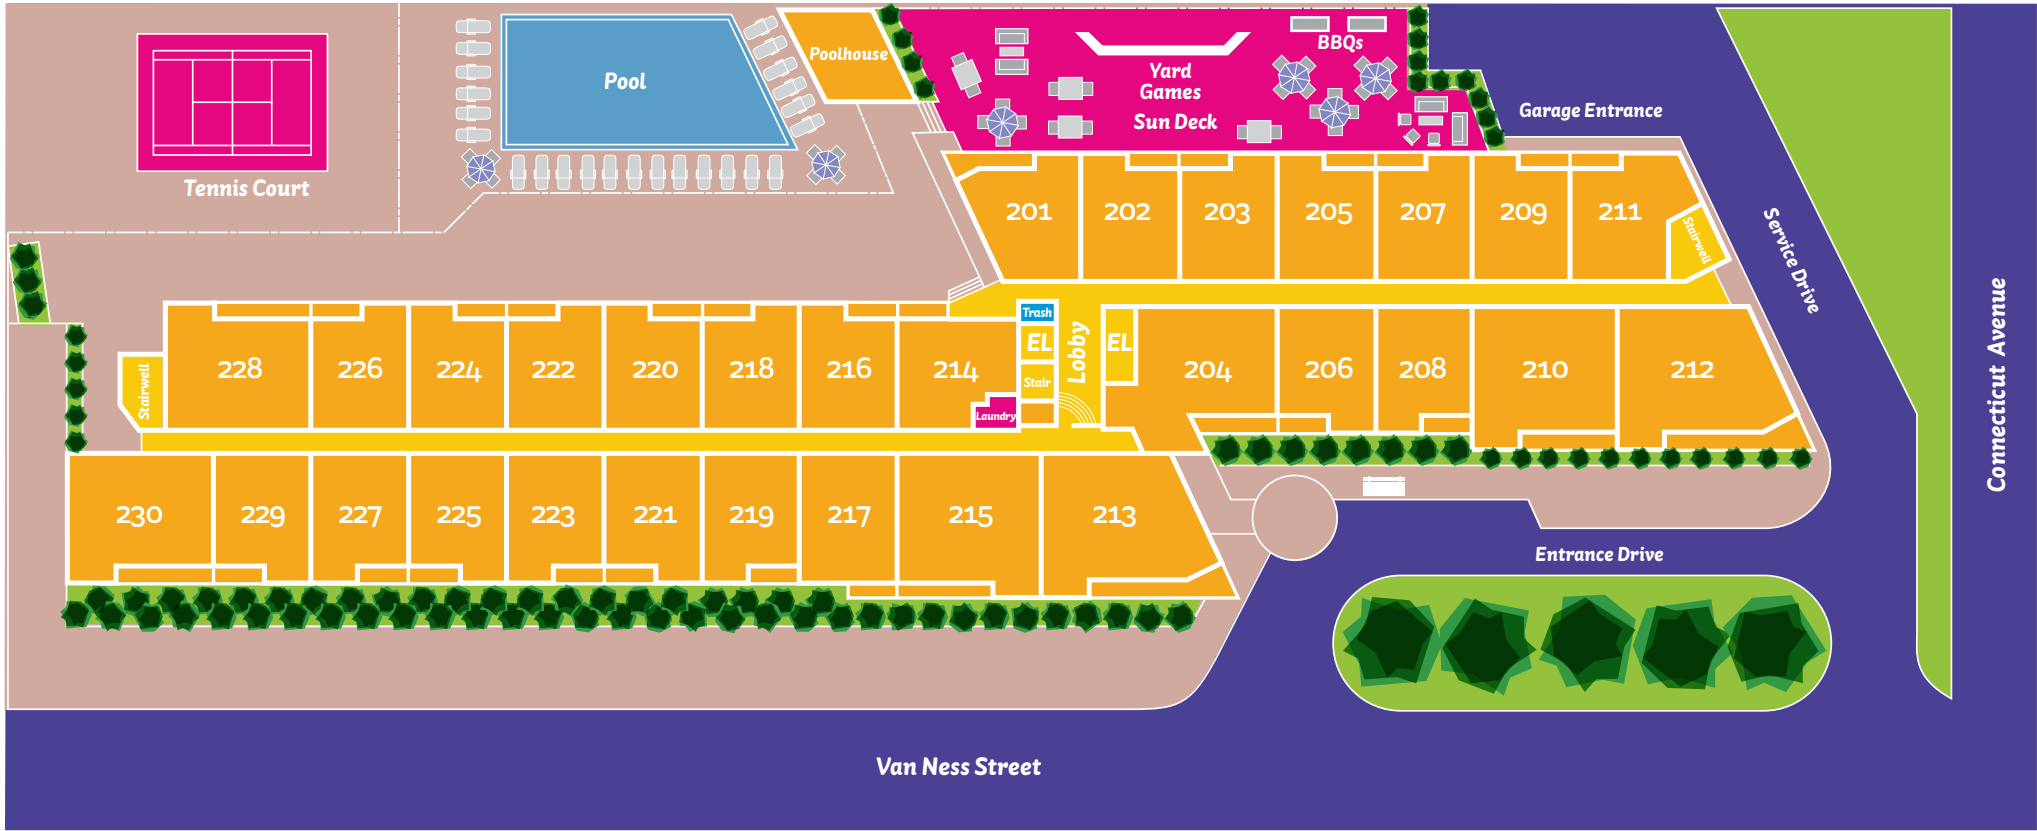 Pool
Poolhouse
BBQs
Yard
Games
Sun Deck
Garage Entrance
Tennis Court
201
202
203
205
207
209
211
Stairwell
Service Drive
Connecticut Avenue
Trash
EL
Lobby
EL
Stair
Laundry
Stairwell
228
226
224
222
220
218
216
214
204
206
208
210
212
230
229
227
225
223
221
219
217
215
213
Entrance Drive
Van Ness Street